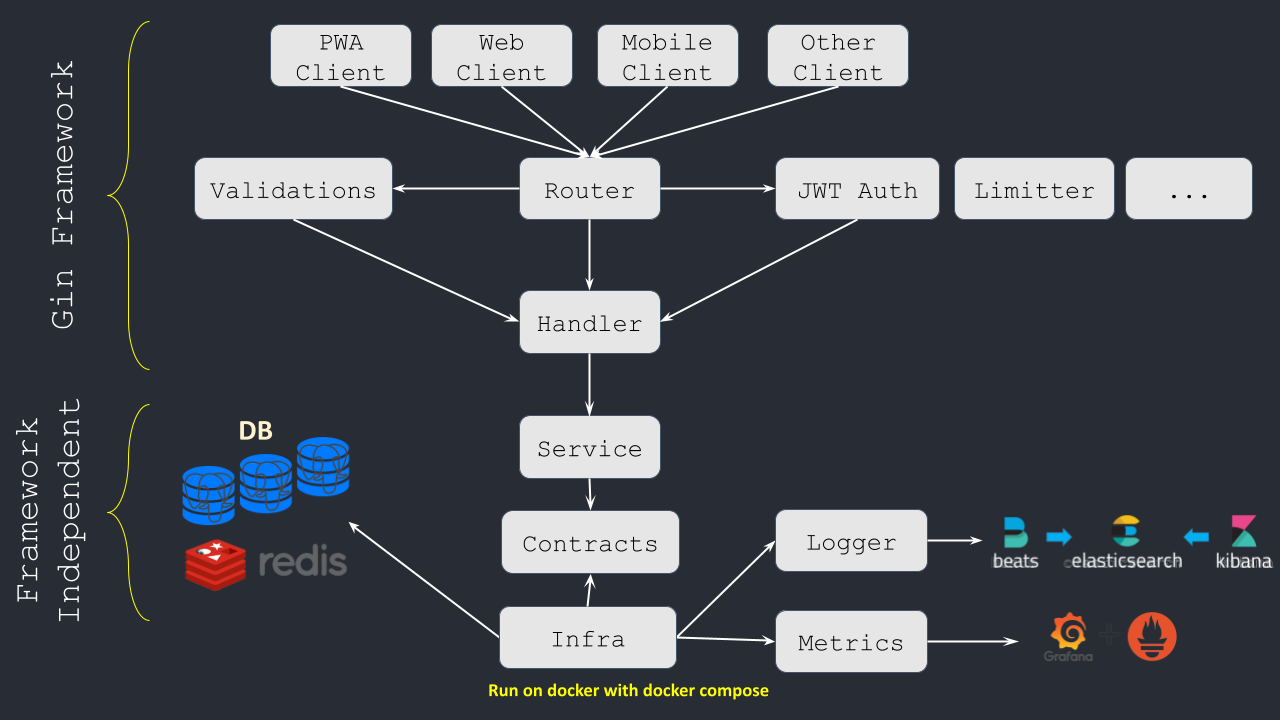 PWA
Client
Web
Client
Mobile
Client
Other
Client
Gin Framework
Validations
Router
JWT Auth
Limitter
...
Handler
Framework
Independent
DB
redis
Service
Contracts
Logger
beats
elasticsearch
kibana
Infra
Metrics
Grafana
+
Run on docker with docker compose